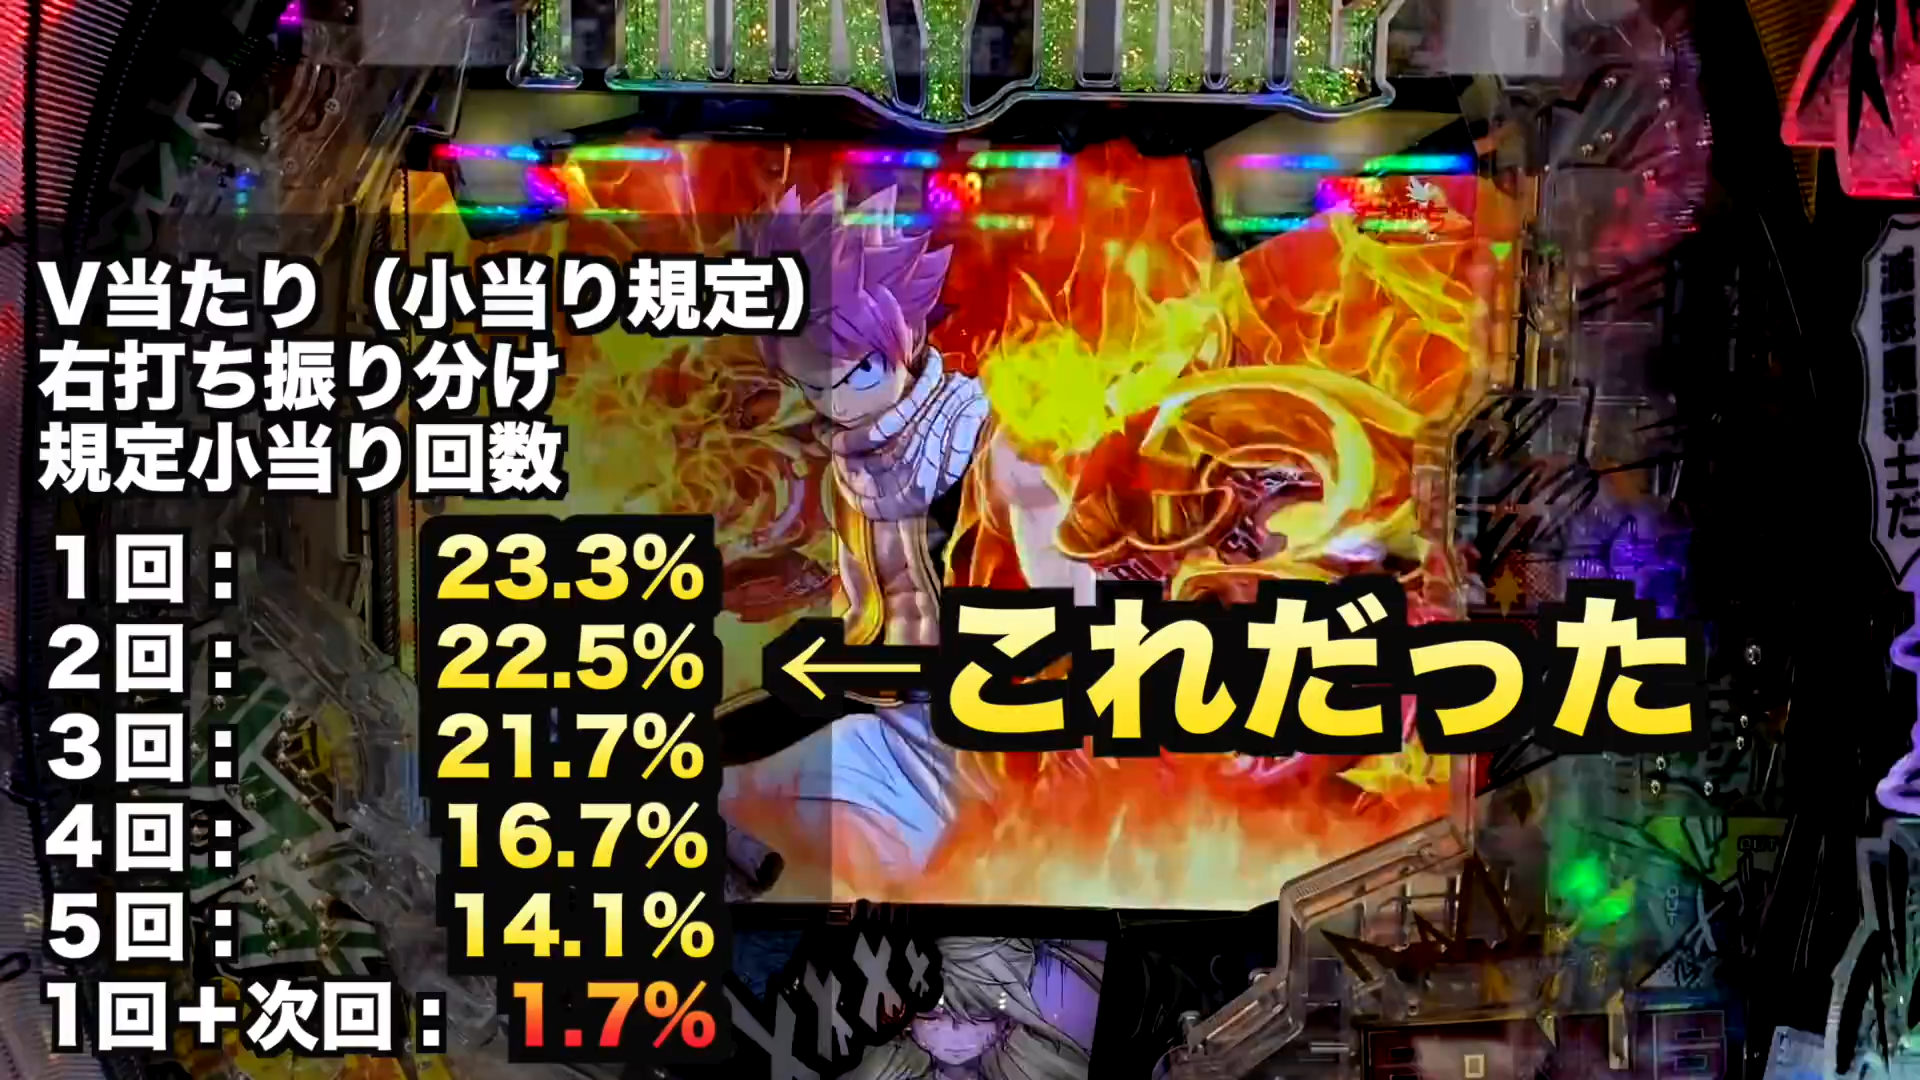 V当たり（小当り規定）
右打ち振り分け
規定小当り回数
1回： 23.3%
2回： 22.5% ←これだった
3回： 21.7%
4回： 16.7%
5回： 14.1%
1回＋次回： 1.7%